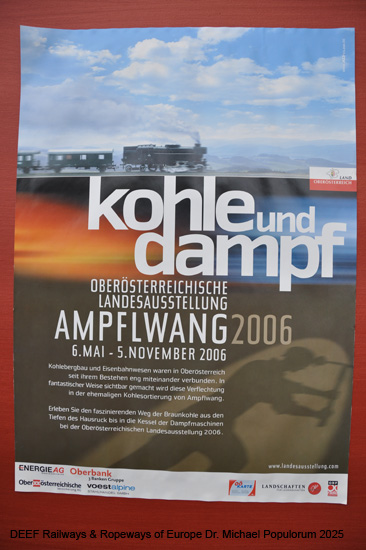 LAND
OBERÖSTERREICH
kohle und
dampf
OBERÖSTERREICHISCHE
LANDESAUSSTELLUNG
AMPFLWANG 2006
6.MAI - 5.NOVEMBER 2006
Kohlebergbau und Eisenbahnwesen waren in Oberösterreich
seit ihrem Bestehen eng miteinander verbunden. In
fantastischer Weise sichtbar gemacht wird diese Verflechtung
in der ehemaligen Kohlesortierung von Ampflwang.
Erleben Sie den faszinierenden Weg der Braunkohle aus den
Tiefen des Hausruck bis in die Kessel der Dampfmaschinen
bei der Oberösterreichischen Landesausstellung 2006.
www.landesausstellung.com
ENERGIE AG
Oberbank
3 Banken Gruppe
Oberösterreichische
voestalpine
LANDSCHAFTEN
DEEF Railways & Ropeways of Europe Dr. Michael Populorum 2025